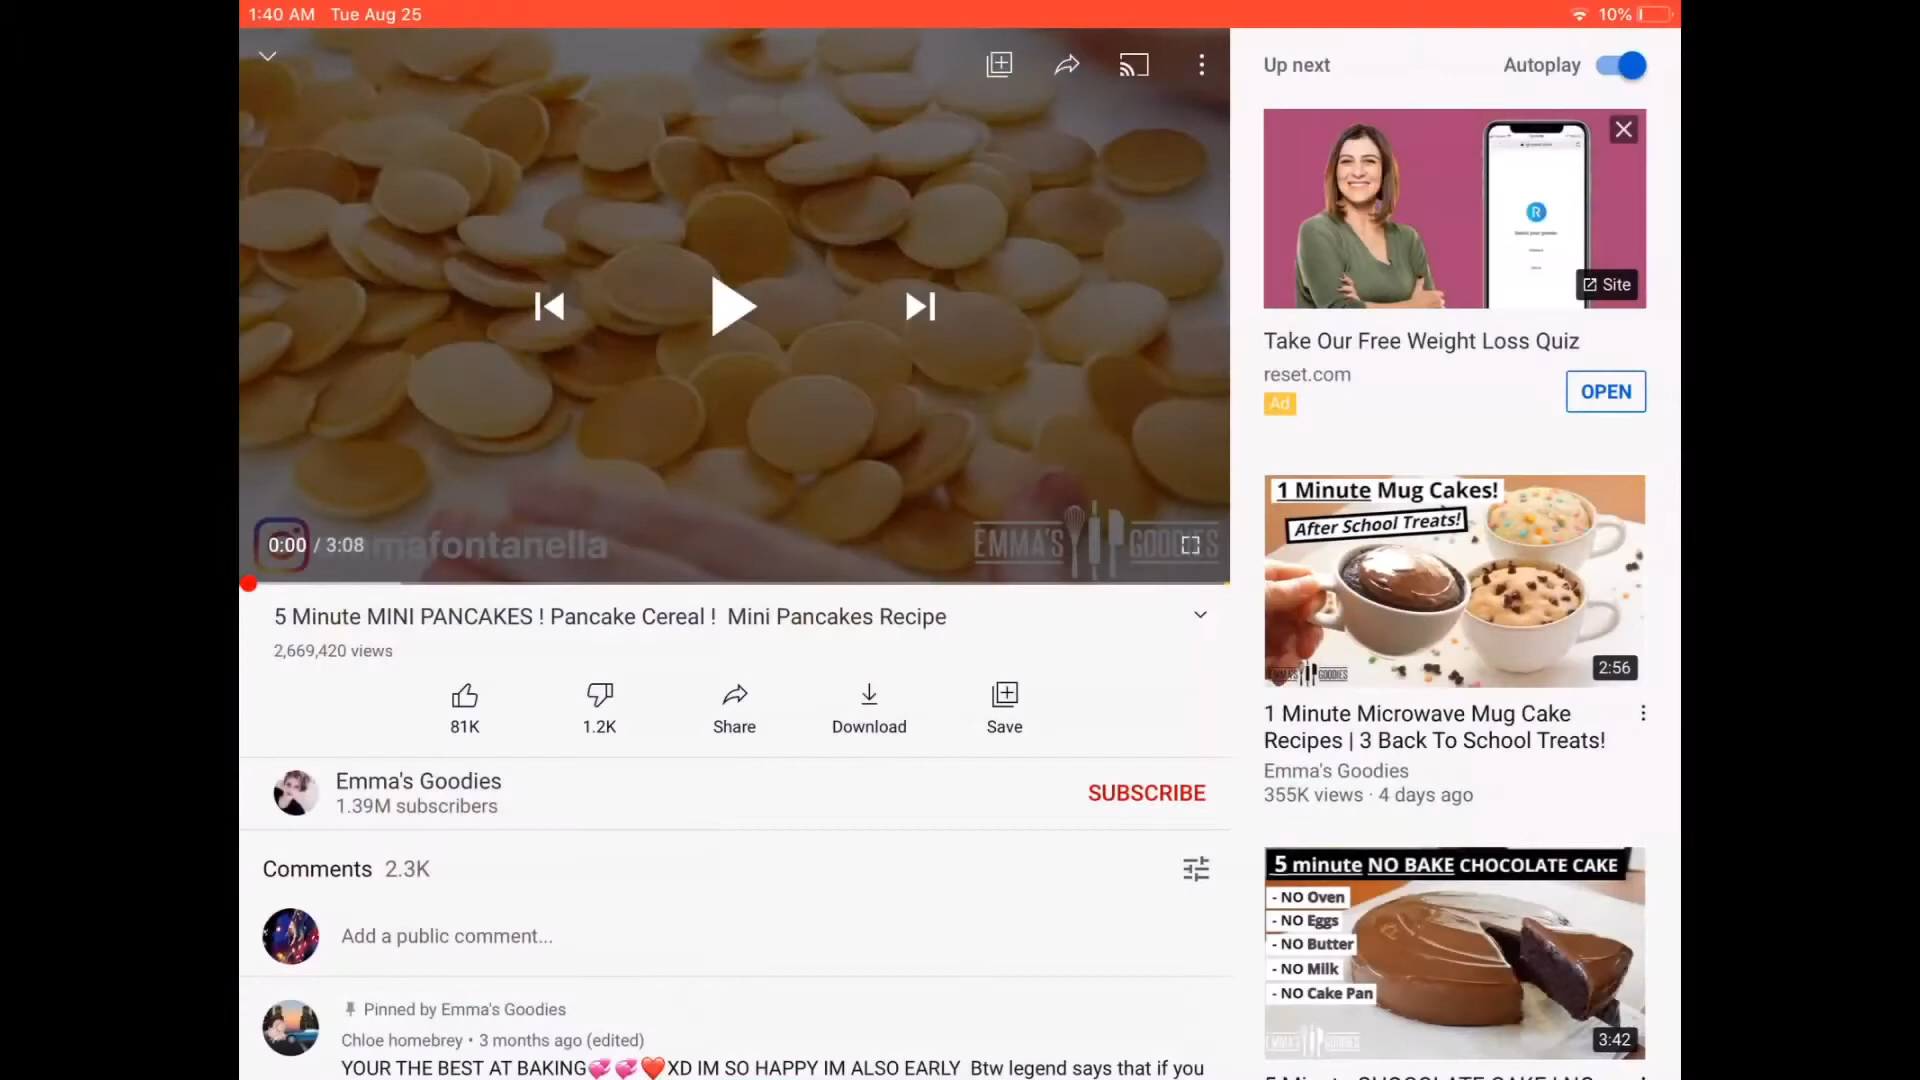 1:40 AM Tue Aug 25
10%
mafontanella
EMMA'S GOODIES
0:00 / 3:08
5 Minute MINI PANCAKES ! Pancake Cereal ! Mini Pancakes Recipe
2,669,420 views
81K
1.2K
Share
Download
Save
Emma's Goodies
1.39M subscribers
SUBSCRIBE
Comments 2.3K
Add a public comment...
Pinned by Emma's Goodies
Chloe homebrey • 3 months ago (edited)
YOUR THE BEST AT BAKING💞💞❤️XD IM SO HAPPY IM ALSO EARLY Btw legend says that if you
Up next
Autoplay
R
Site
Take Our Free Weight Loss Quiz
reset.com
Ad
OPEN
1 Minute Mug Cakes!
After School Treats!
EMMA'S GOODIES
2:56
1 Minute Microwave Mug Cake
Recipes | 3 Back To School Treats!
Emma's Goodies
355K views · 4 days ago
5 minute NO BAKE CHOCOLATE CAKE
- NO Oven
- NO Eggs
- NO Butter
- NO Milk
- NO Cake Pan
EMMA'S GOODIES
3:42